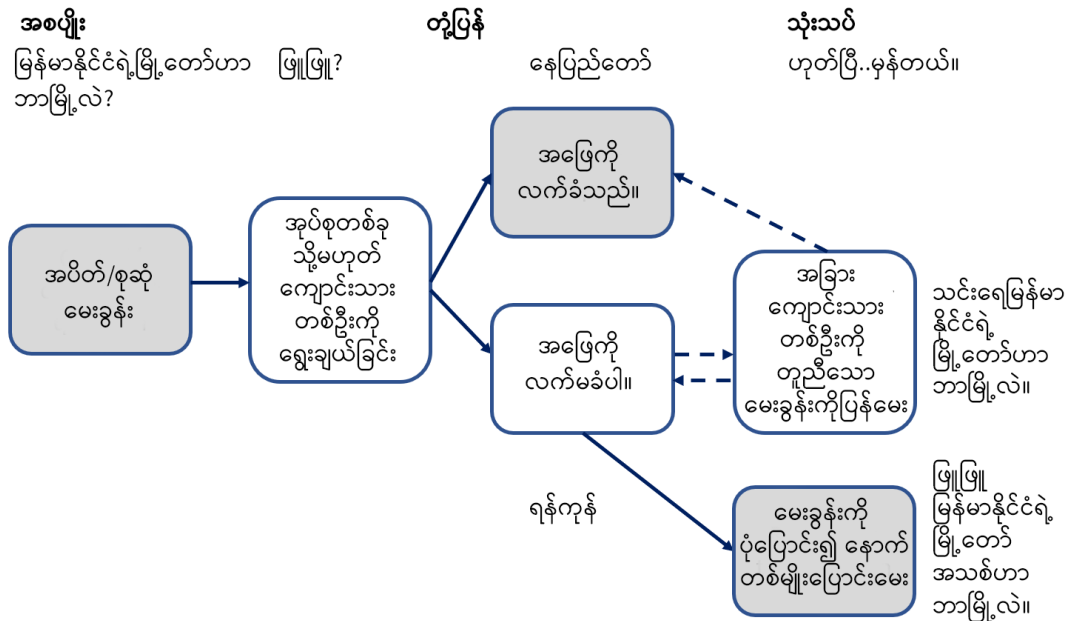 အစပျိုး
တုံ့ပြန်
သုံးသပ်
မြန်မာနိုင်ငံရဲ့မြို့တော်ဟာ
ဘာမြို့လဲ?
ဖြူဖြူ?
နေပြည်တော်
ဟုတ်ပြီ..မှန်တယ်။
အပိတ်/စုဆုံ
မေးခွန်း
အုပ်စုတစ်ခု
သို့မဟုတ်
ကျောင်းသား
တစ်ဦးကို
ရွေးချယ်ခြင်း
အဖြေကို
လက်ခံသည်။
အဖြေကို
လက်မခံပါ။
အခြား
ကျောင်းသား
တစ်ဦးကို
တူညီသော
မေးခွန်းကိုပြန်မေး
သင်းရေမြန်မာ
နိုင်ငံရဲ့
မြို့တော်ဟာ
ဘာမြို့လဲ။
ရန်ကုန်
မေးခွန်းကို
ပုံပြောင်း၍ နောက်
တစ်မျိုးပြောင်းမေး
ဖြူဖြူ
မြန်မာနိုင်ငံရဲ့
မြို့တော်
အသစ်ဟာ
ဘာမြို့လဲ။